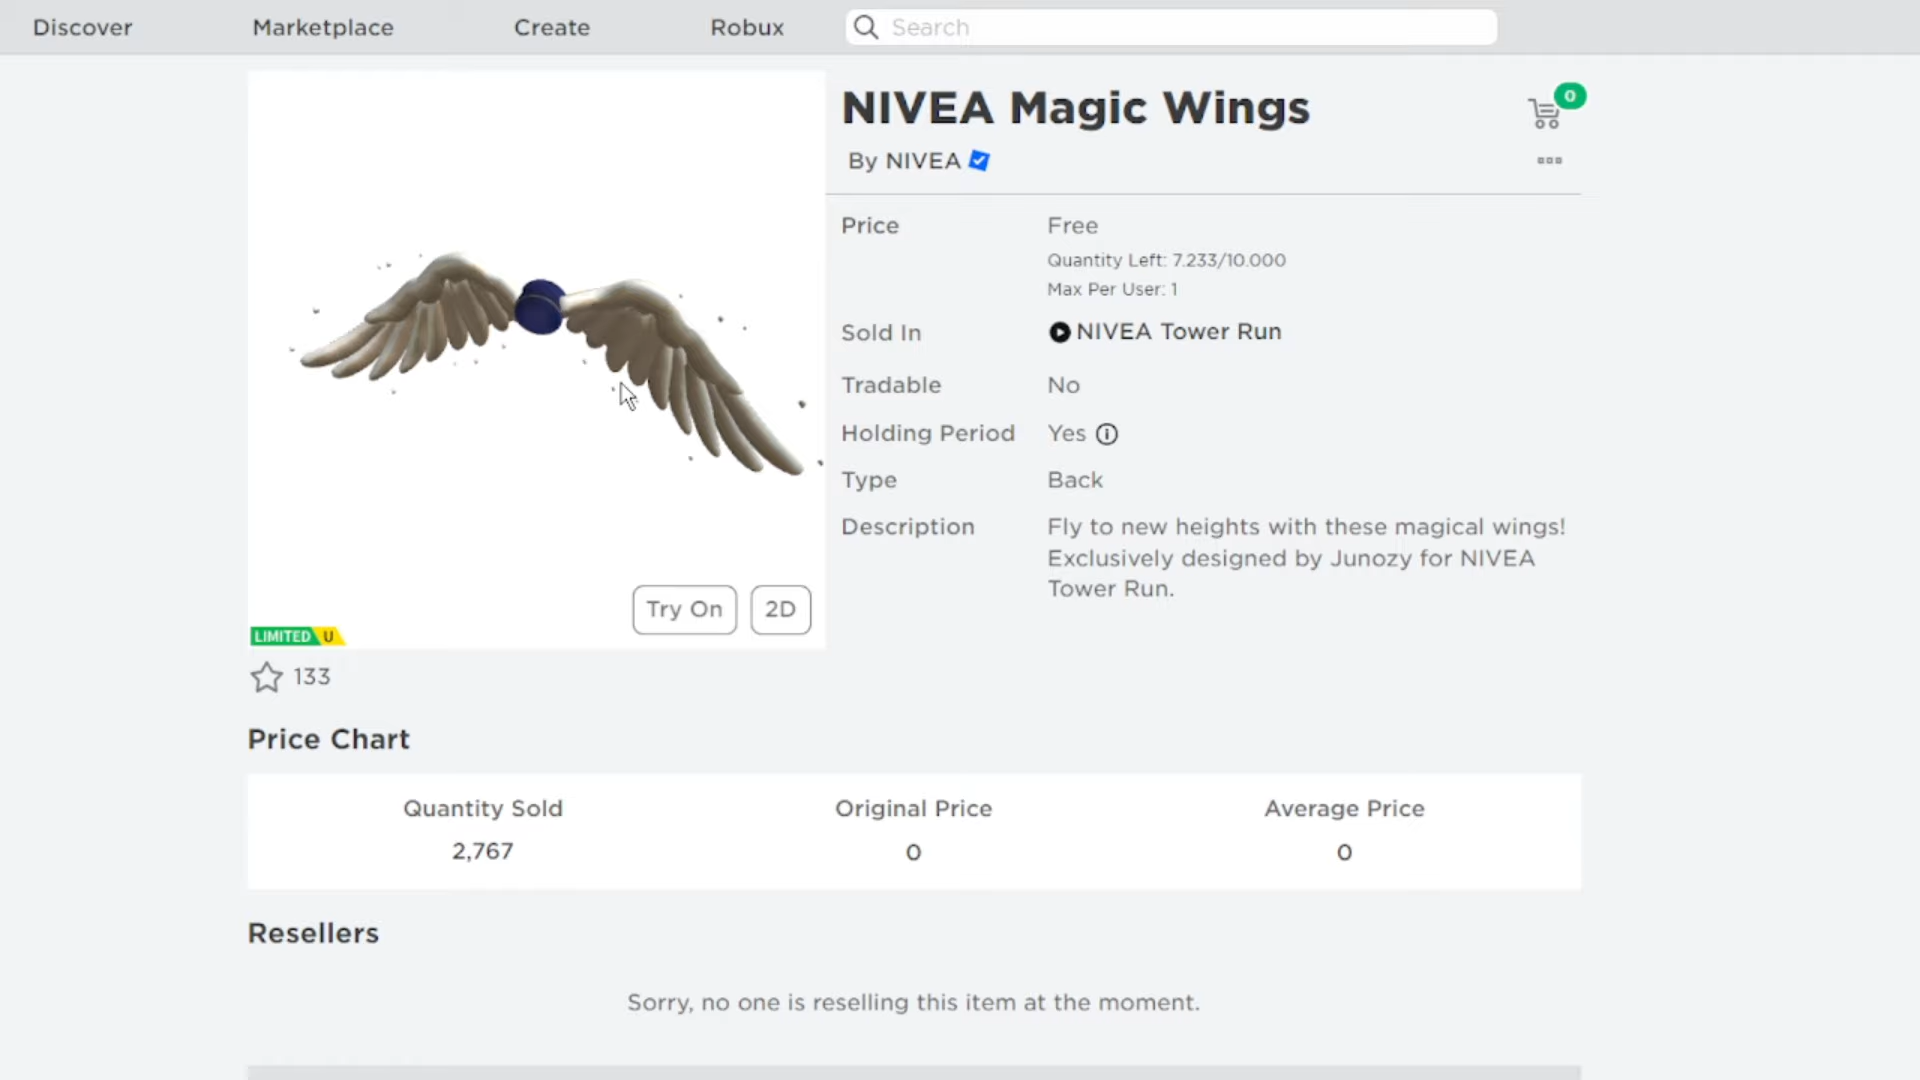 Discover Marketplace Create Robux Search
NIVEA Magic Wings
0
By NIVEA
Price Free
Quantity Left: 7.233/10.000
Max Per User: 1
Sold In NIVEA Tower Run
Tradable No
Holding Period Yes
Type Back
Description Fly to new heights with these magical wings!
Exclusively designed by Junozy for NIVEA
Tower Run.
Try On 2D
LIMITED U
133
Price Chart
Quantity Sold Original Price Average Price
2,767 0 0
Resellers
Sorry, no one is reselling this item at the moment.